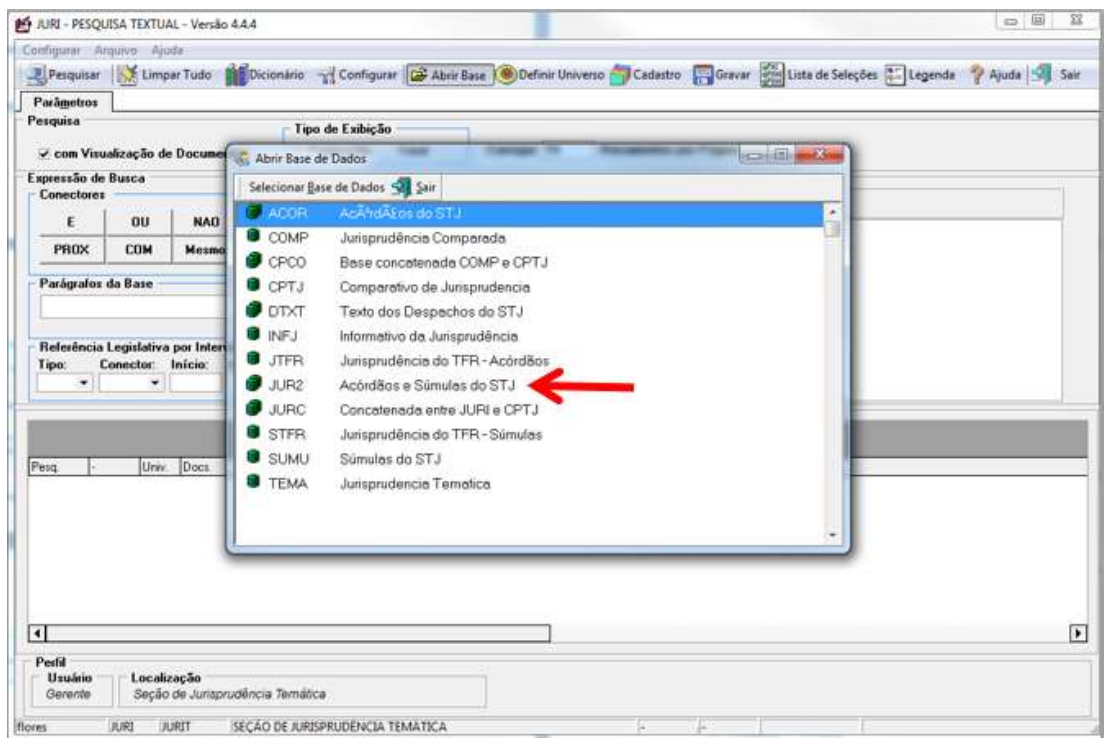 JURI - PESQUISA TEXTUAL - Versão 4.4.4
Configurar Arquivo Ajuda
Pesquisar Limpar Tudo Dicionário Configurar Abrir Base Definir Universo Cadastro Gravar Lista de Seleções Legenda Ajuda Sair
Parâmetros
Pesquisa
Tipo de Exibição
com Visualização de Docume
Abrir Base de Dados
Selecionar Base de Dados Sair
Expressão de Busca
Conectores
E OU NAO
PROX COM Mesmo
Parágrafos da Base
Referência Legislativa por Inter
Tipo: Conector: Início:
ACOR AcÃ³rdÃ£os do STJ
COMP Jurisprudência Comparada
CPCO Base concatenada COMP e CPTJ
CPTJ Comparativo de Jurisprudencia
DTXT Texto dos Despachos do STJ
INFJ Informativo da Jurisprudência
JTFR Jurisprudência do TFR - Acórdãos
JUR2 Acórdãos e Súmulas do STJ
JURC Concatenada entre JURI e CPTJ
STFR Jurisprudência do TFR - Súmulas
SUMU Súmulas do STJ
TEMA Jurisprudencia Tematica
Pesq. - Univ. Docs.
Perfil
Usuário Localização
Gerente Seção de Jurisprudência Temática
flores JURI JURIT SEÇÃO DE JURISPRUDÊNCIA TEMÁTICA - -